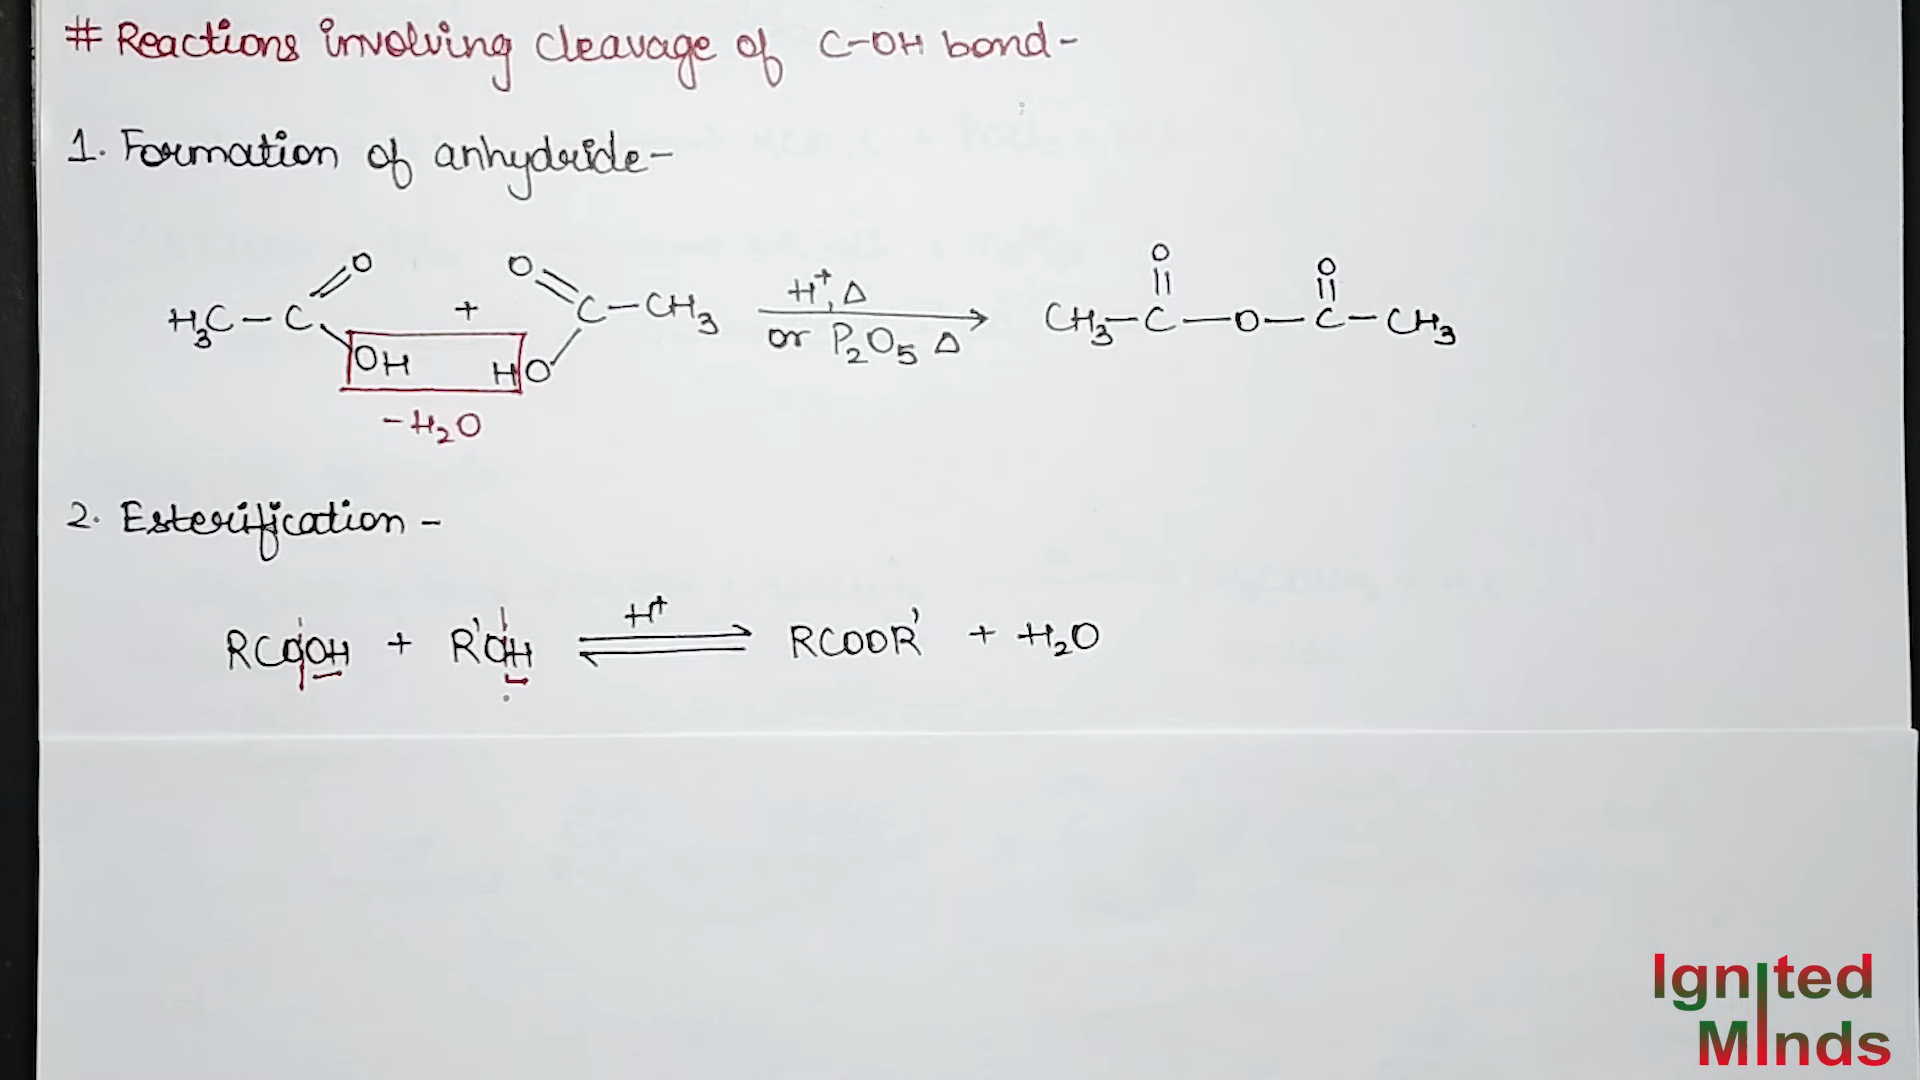 # Reactions involving cleavage of C-OH bond-
1. Formation of anhydride-
H₃C-C(=O)OH + HO(O=)C-CH₃ H⁺, Δ or P₂O₅ Δ → CH₃-C(=O)-O-C(=O)-CH₃
-H₂O
2. Esterification-
RCOOH + R'OH ⇌ H⁺ RCOOR' + H₂O
Ignited
Minds